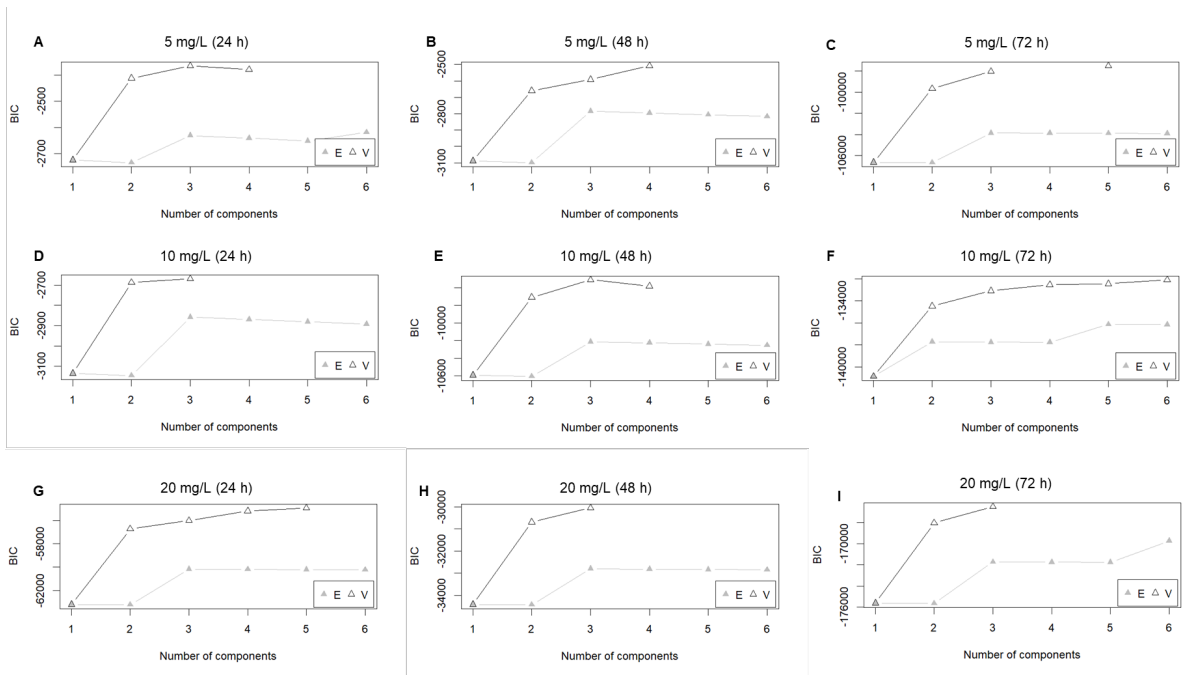 A
5 mg/L (24 h)
BIC
-2500
-2700
E V
1 2 3 4 5 6
Number of components
B
5 mg/L (48 h)
BIC
-2500
-2800
-3100
E V
1 2 3 4 5 6
Number of components
C
5 mg/L (72 h)
BIC
-100000
-106000
E V
1 2 3 4 5 6
Number of components
D
10 mg/L (24 h)
BIC
-2700
-2900
-3100
E V
1 2 3 4 5 6
Number of components
E
10 mg/L (48 h)
BIC
-10000
-10600
E V
1 2 3 4 5 6
Number of components
F
10 mg/L (72 h)
BIC
-134000
-140000
E V
1 2 3 4 5 6
Number of components
G
20 mg/L (24 h)
BIC
-58000
-62000
E V
1 2 3 4 5 6
Number of components
H
20 mg/L (48 h)
BIC
-30000
-32000
-34000
E V
1 2 3 4 5 6
Number of components
I
20 mg/L (72 h)
BIC
-170000
-176000
E V
1 2 3 4 5 6
Number of components